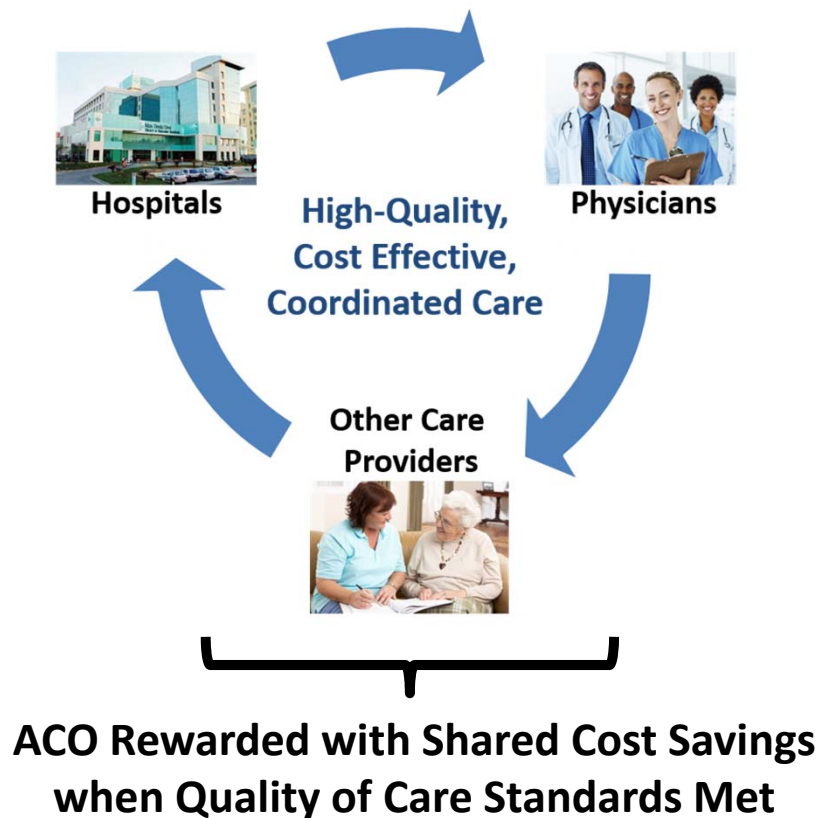 Hospitals
Physicians
High-Quality,
Cost Effective,
Coordinated Care
Other Care
Providers
ACO Rewarded with Shared Cost Savings
when Quality of Care Standards Met